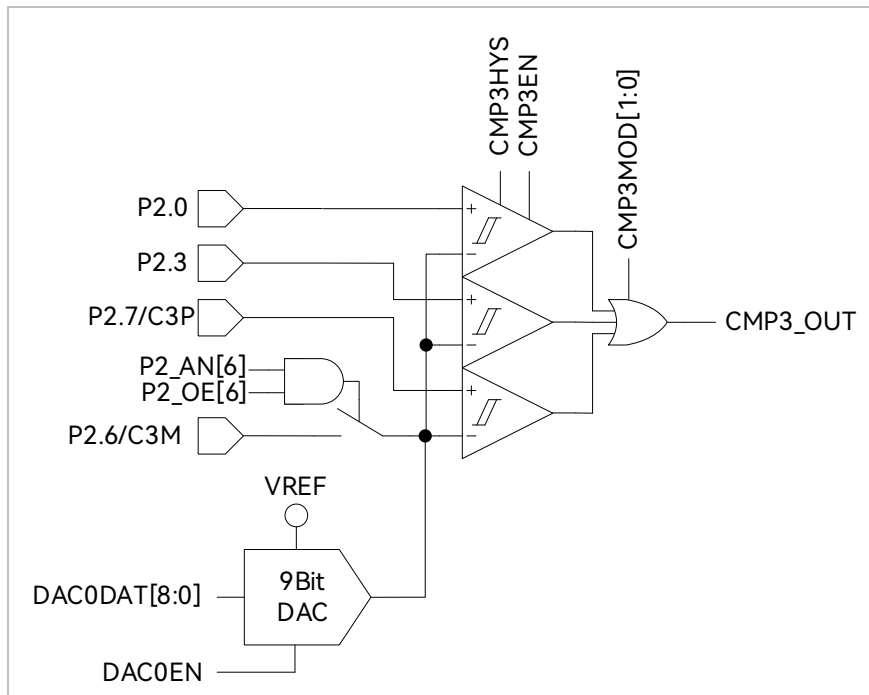 CMP3HYS
CMP3EN
CMP3MOD[1:0]
P2.0
+
−
P2.3
+
P2.7/C3P
−
CMP3_OUT
P2_AN[6]
P2_OE[6]
+
P2.6/C3M
−
VREF
9Bit
DAC
DAC0DAT[8:0]
DAC0EN